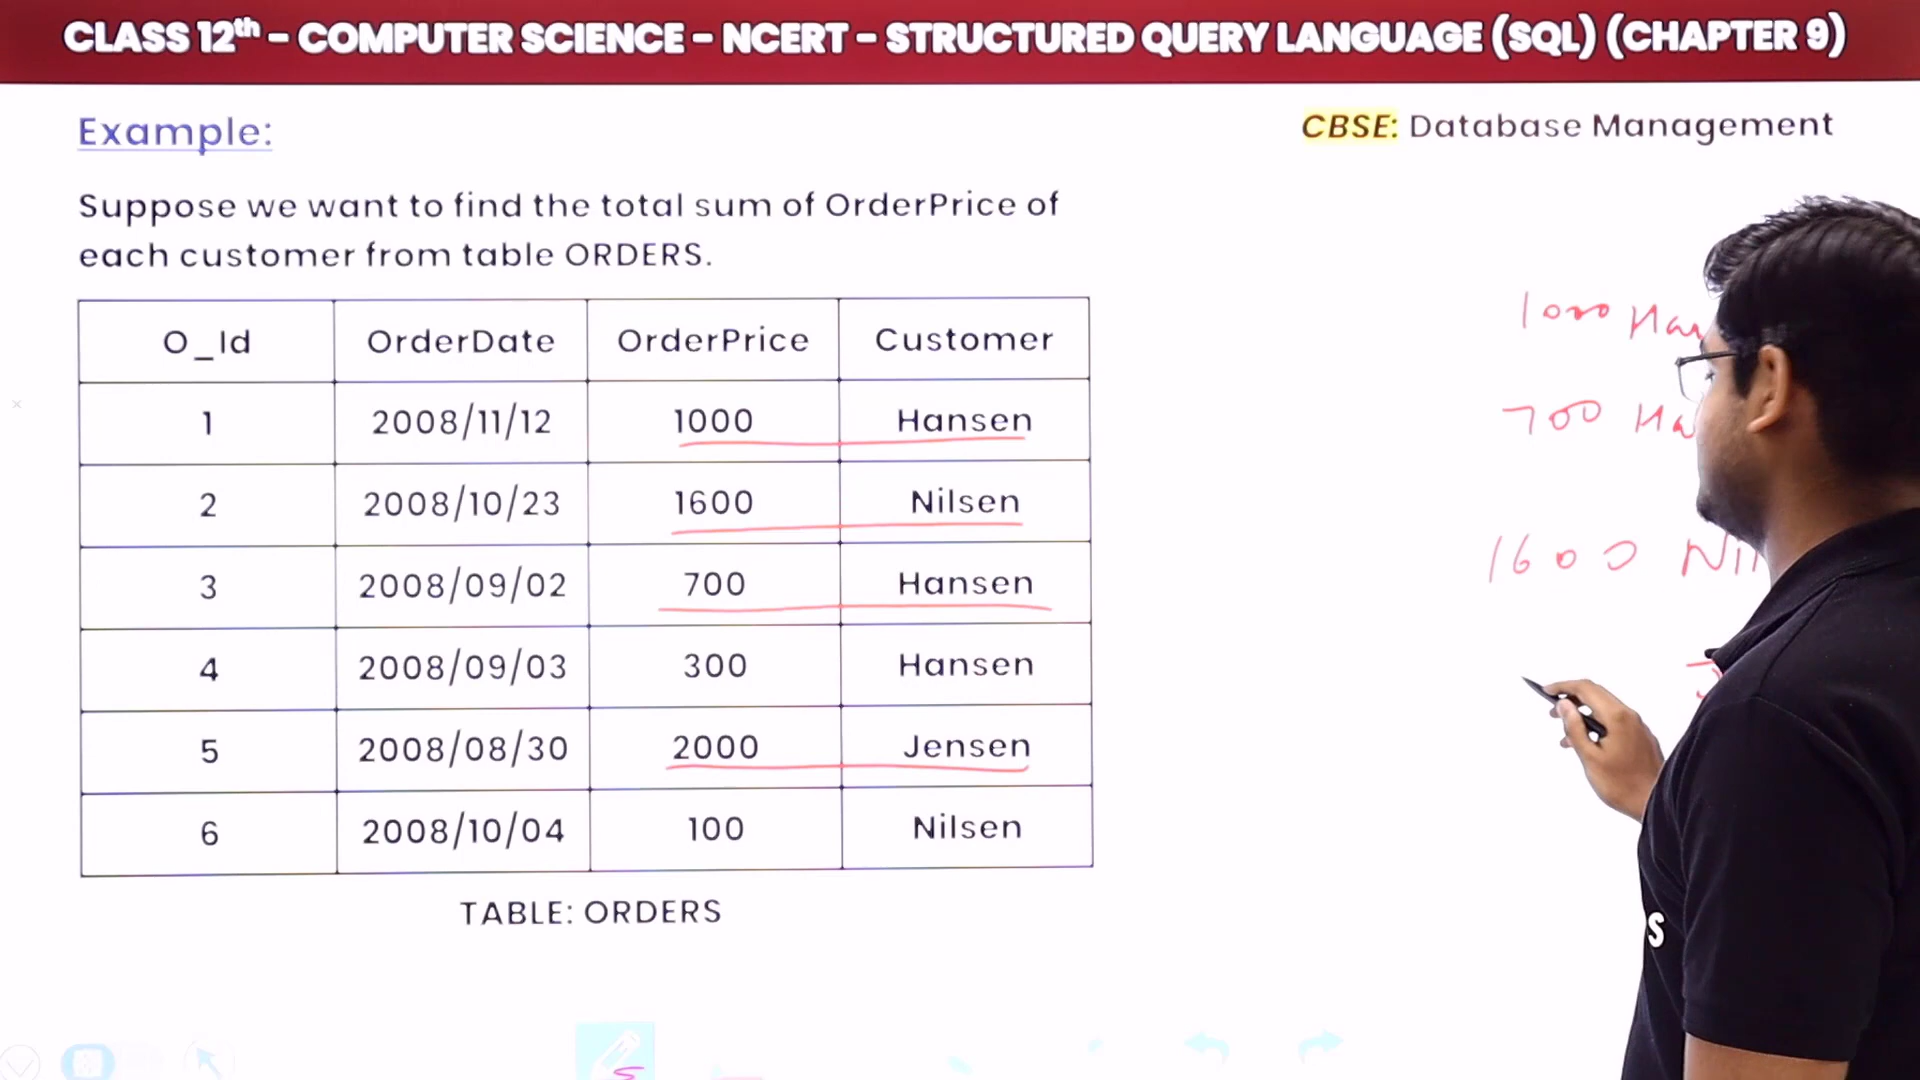 CLASS 12th - COMPUTER SCIENCE - NCERT - STRUCTURED QUERY LANGUAGE (SQL) (CHAPTER 9)
Example:
CBSE: Database Management
Suppose we want to find the total sum of OrderPrice of
each customer from table ORDERS.
O_Id OrderDate OrderPrice Customer
1 2008/11/12 1000 Hansen
2 2008/10/23 1600 Nilsen
3 2008/09/02 700 Hansen
4 2008/09/03 300 Hansen
5 2008/08/30 2000 Jensen
6 2008/10/04 100 Nilsen
TABLE: ORDERS
1000
700
1600
S